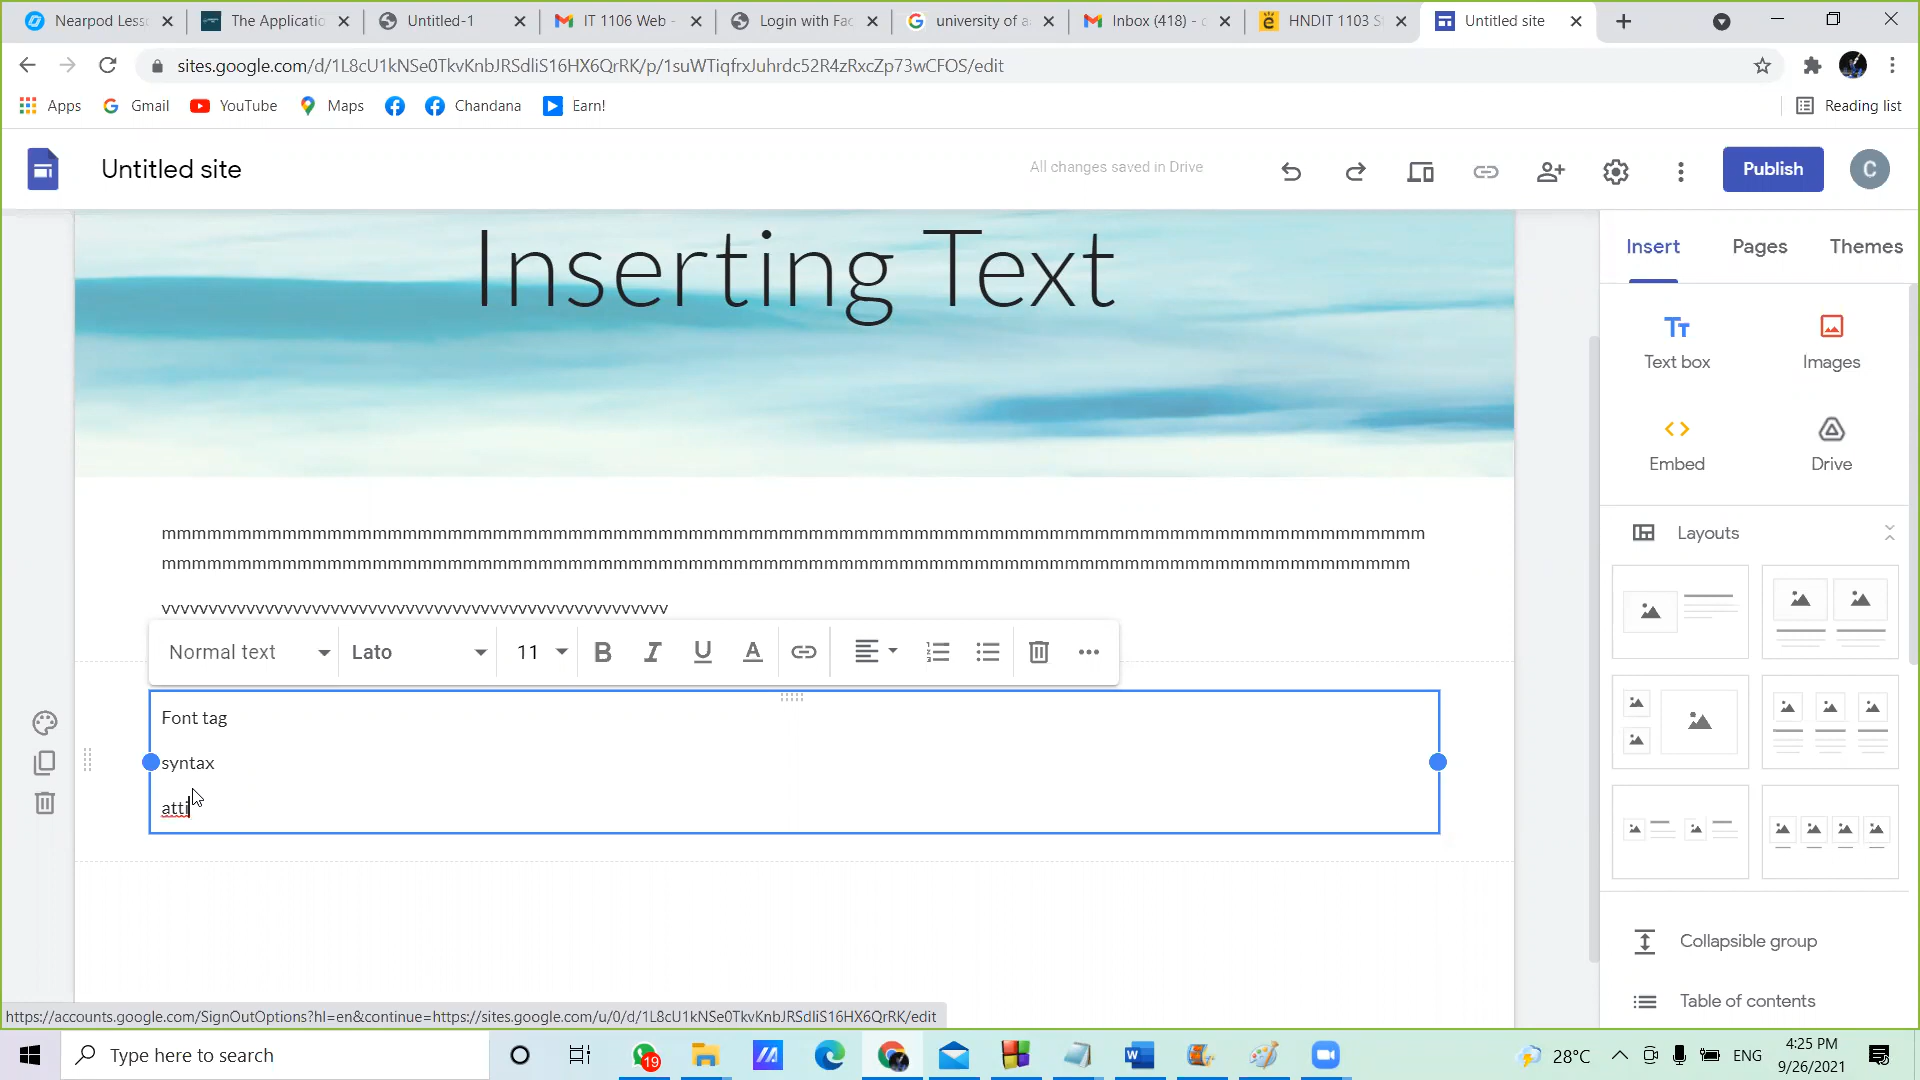 Nearpod Less
The Applicatio
Untitled-1
IT 1106 Web -
Login with Fac
university of a
Inbox (418) - c
HNDIT 1103 S
Untitled site
sites.google.com/d/1L8cU1kNSe0TkvKnbJRSdliS16HX6QrRK/p/1suWTiqfrxJuhrdc52R4zRxcZp73wCFOS/edit
Apps
Gmail
YouTube
Maps
Chandana
Earn!
Reading list
Untitled site
All changes saved in Drive
Publish
C
Inserting Text
Insert
Pages
Themes
Text box
Images
Embed
Drive
Layouts
mmmmmmmmmmmmmmmmmmmmmmmmmmmmmmmmmmmmmmmmmmmmmmmmmmmmmmmmmmmmmmmmmmmmmmmmmmmmmmmmmmmm
mmmmmmmmmmmmmmmmmmmmmmmmmmmmmmmmmmmmmmmmmmmmmmmmmmmmmmmmmmmmmmmmmmmmmmmmmmmmmmmmmmm
vvvvvvvvvvvvvvvvvvvvvvvvvvvvvvvvvvvvvvvvvvvvvvvvvvvvvv
Normal text
Lato
11
Font tag
syntax
atti
Collapsible group
Table of contents
https://accounts.google.com/SignOutOptions?hl=en&continue=https://sites.google.com/u/0/d/1L8cU1kNSe0TkvKnbJRSdliS16HX6QrRK/edit
Type here to search
19
28°C
ENG
4:25 PM
9/26/2021